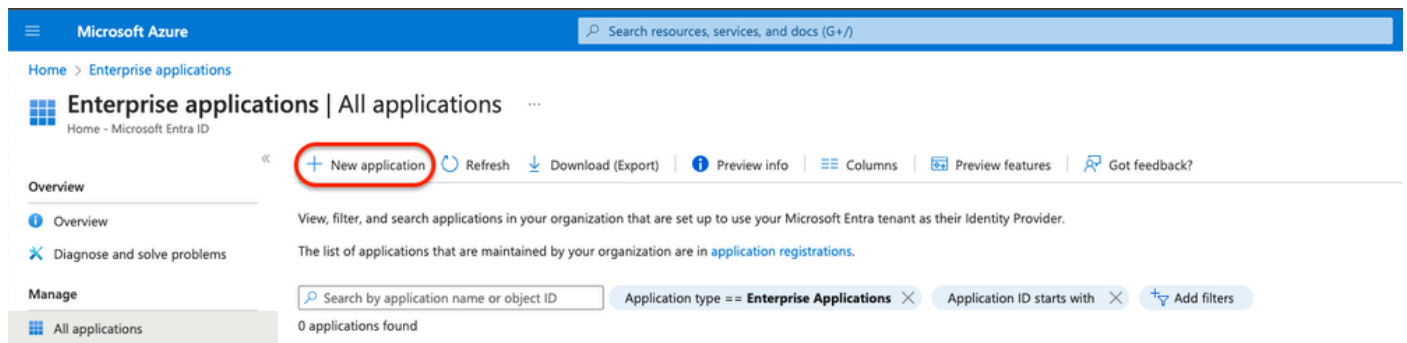 Microsoft Azure
Search resources, services, and docs (G+/)
Home > Enterprise applications
Enterprise applications | All applications ...
Home - Microsoft Entra ID
« + New application Refresh Download (Export) Preview info Columns Preview features Got feedback?
Overview
Overview
Diagnose and solve problems
Manage
All applications
View, filter, and search applications in your organization that are set up to use your Microsoft Entra tenant as their Identity Provider.
The list of applications that are maintained by your organization are in application registrations.
Search by application name or object ID Application type == Enterprise Applications × Application ID starts with × Add filters
0 applications found